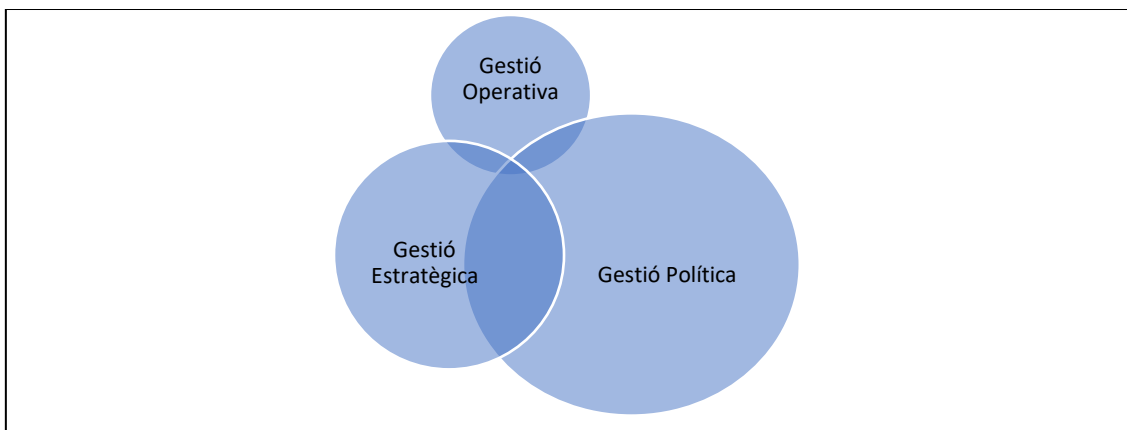 Gestió
Operativa
Gestió
Estratègica
Gestió Política